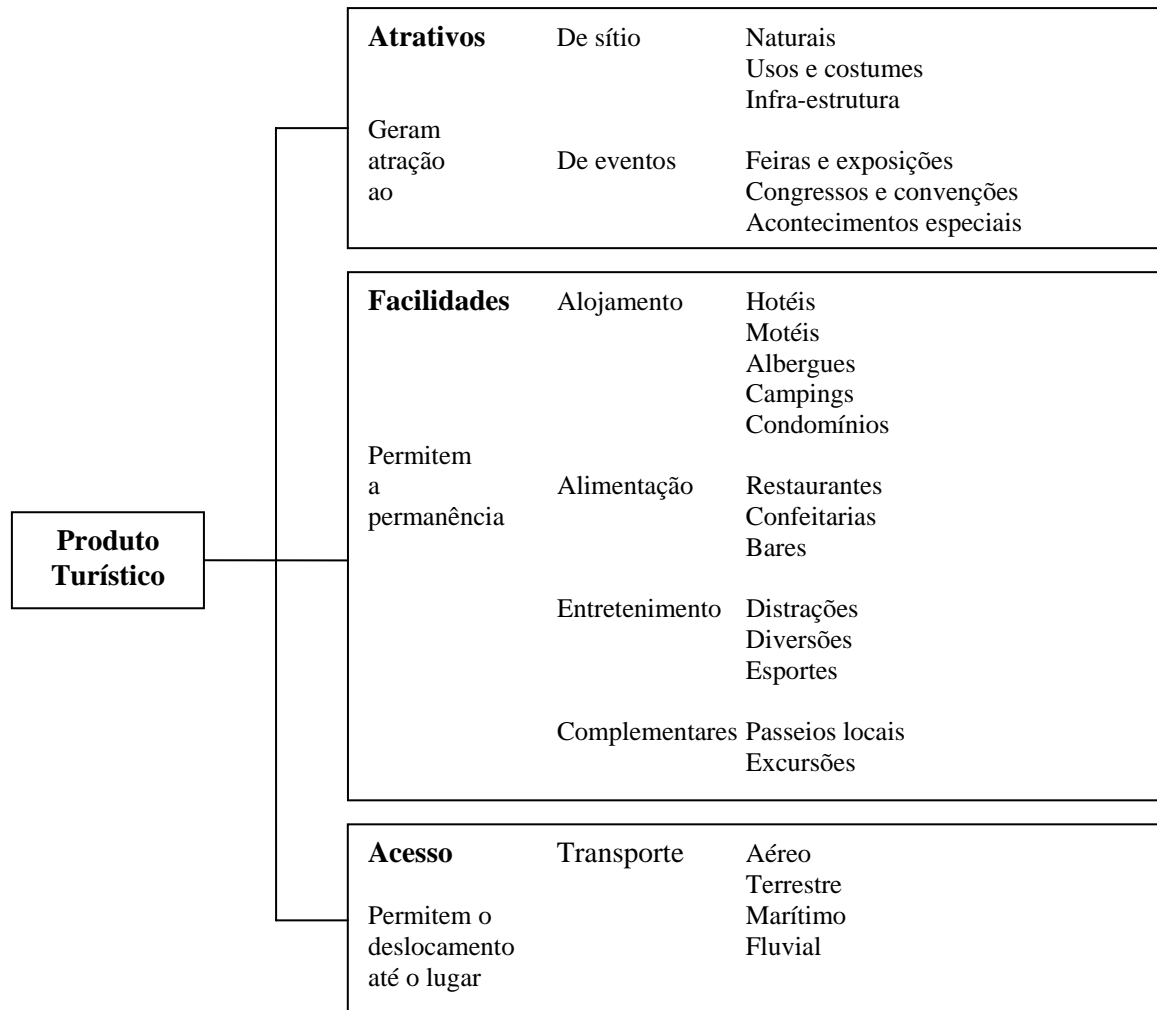 Atrativos De sítio Naturais
Usos e costumes
Infra-estrutura
Geram
atração De eventos Feiras e exposições
ao Congressos e convenções
Acontecimentos especiais
Facilidades Alojamento Hotéis
Motéis
Albergues
Campings
Condomínios
Permitem
a Alimentação Restaurantes
permanência Confeitarias
Bares
Produto
Turístico
Entretenimento Distrações
Diversões
Esportes
Complementares Passeios locais
Excursões
Acesso Transporte Aéreo
Terrestre
Permitem o Marítimo
deslocamento Fluvial
até o lugar